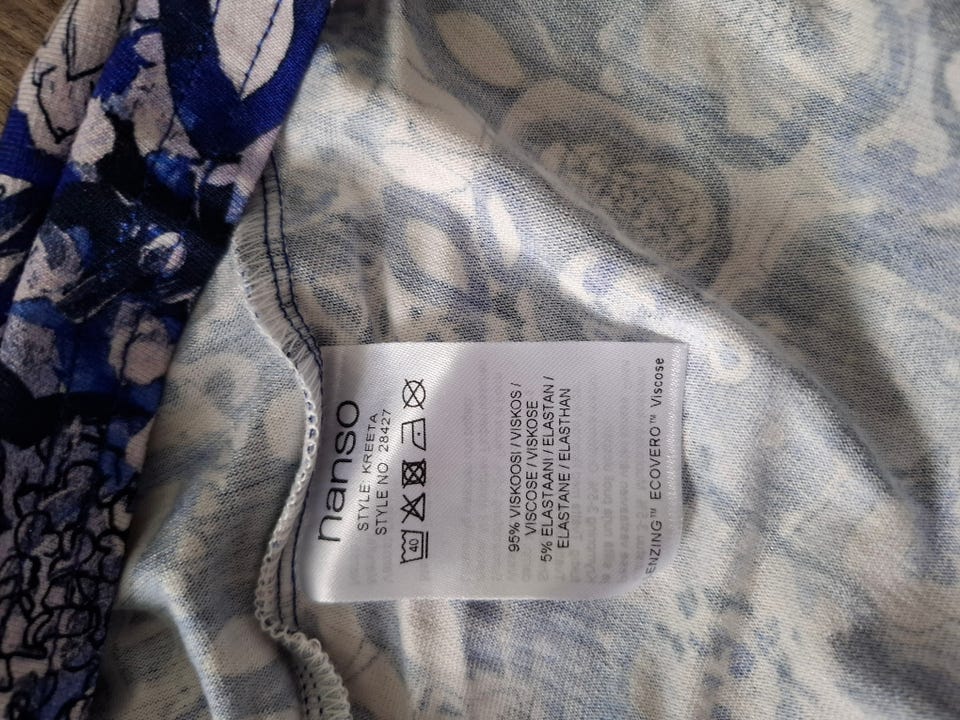 nanso
STYLE KREETA
STYLE NO 28427
40
95% VISKOOSI / VISKOS /
VISCOSE / VISKOSE
5% ELASTAANI / ELASTAN /
ELASTANE / ELASTHAN
ENZING™ ECOVERO™ Viscose